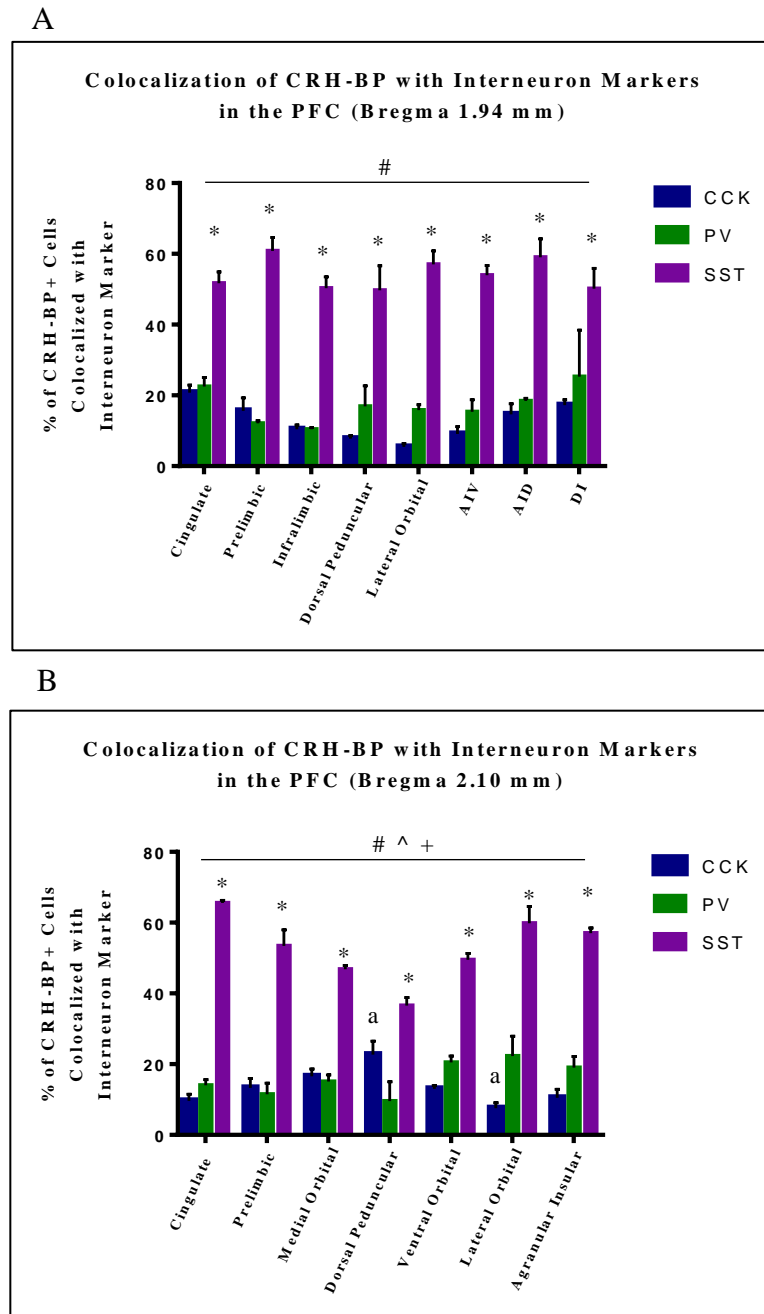 A
Colocalization of CRH-BP with Interneuron Markers
in the PFC (Bregma 1.94 mm)
#
80
60
40
20
0
% of CRH-BP+ Cells
Colocalized with
Interneuron Marker
* * * * * * * *
CCK
PV
SST
Cingulate
Prelimbic
Infralimbic
Dorsal Peduncular
Lateral Orbital
AIV
AID
DI
B
Colocalization of CRH-BP with Interneuron Markers
in the PFC (Bregma 2.10 mm)
# ^ +
80
60
40
20
0
% of CRH-BP+ Cells
Colocalized with
Interneuron Marker
* * * * * * *
a
a
CCK
PV
SST
Cingulate
Prelimbic
Medial Orbital
Dorsal Peduncular
Ventral Orbital
Lateral Orbital
Agranular Insular